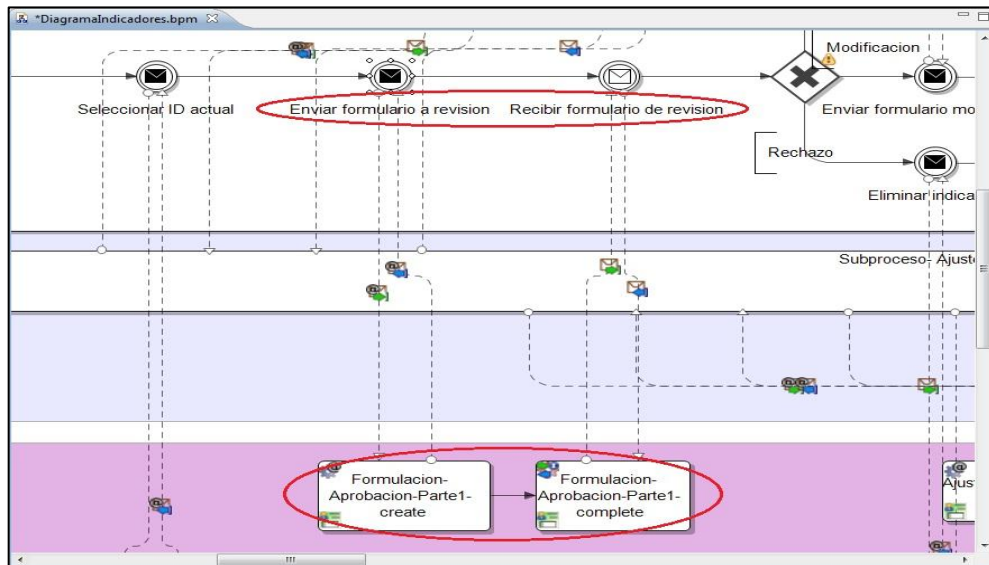 *DiagramaIndicadores.bpm
Modificacion
Seleccionar ID actual
Enviar formulario a revision
Recibir formulario de revision
Enviar formulario mo
Rechazo
Eliminar indica
Subproceso- Ajust
Formulacion-
Aprobacion-Parte1-
create
Formulacion-
Aprobacion-Parte1-
complete
Ajus